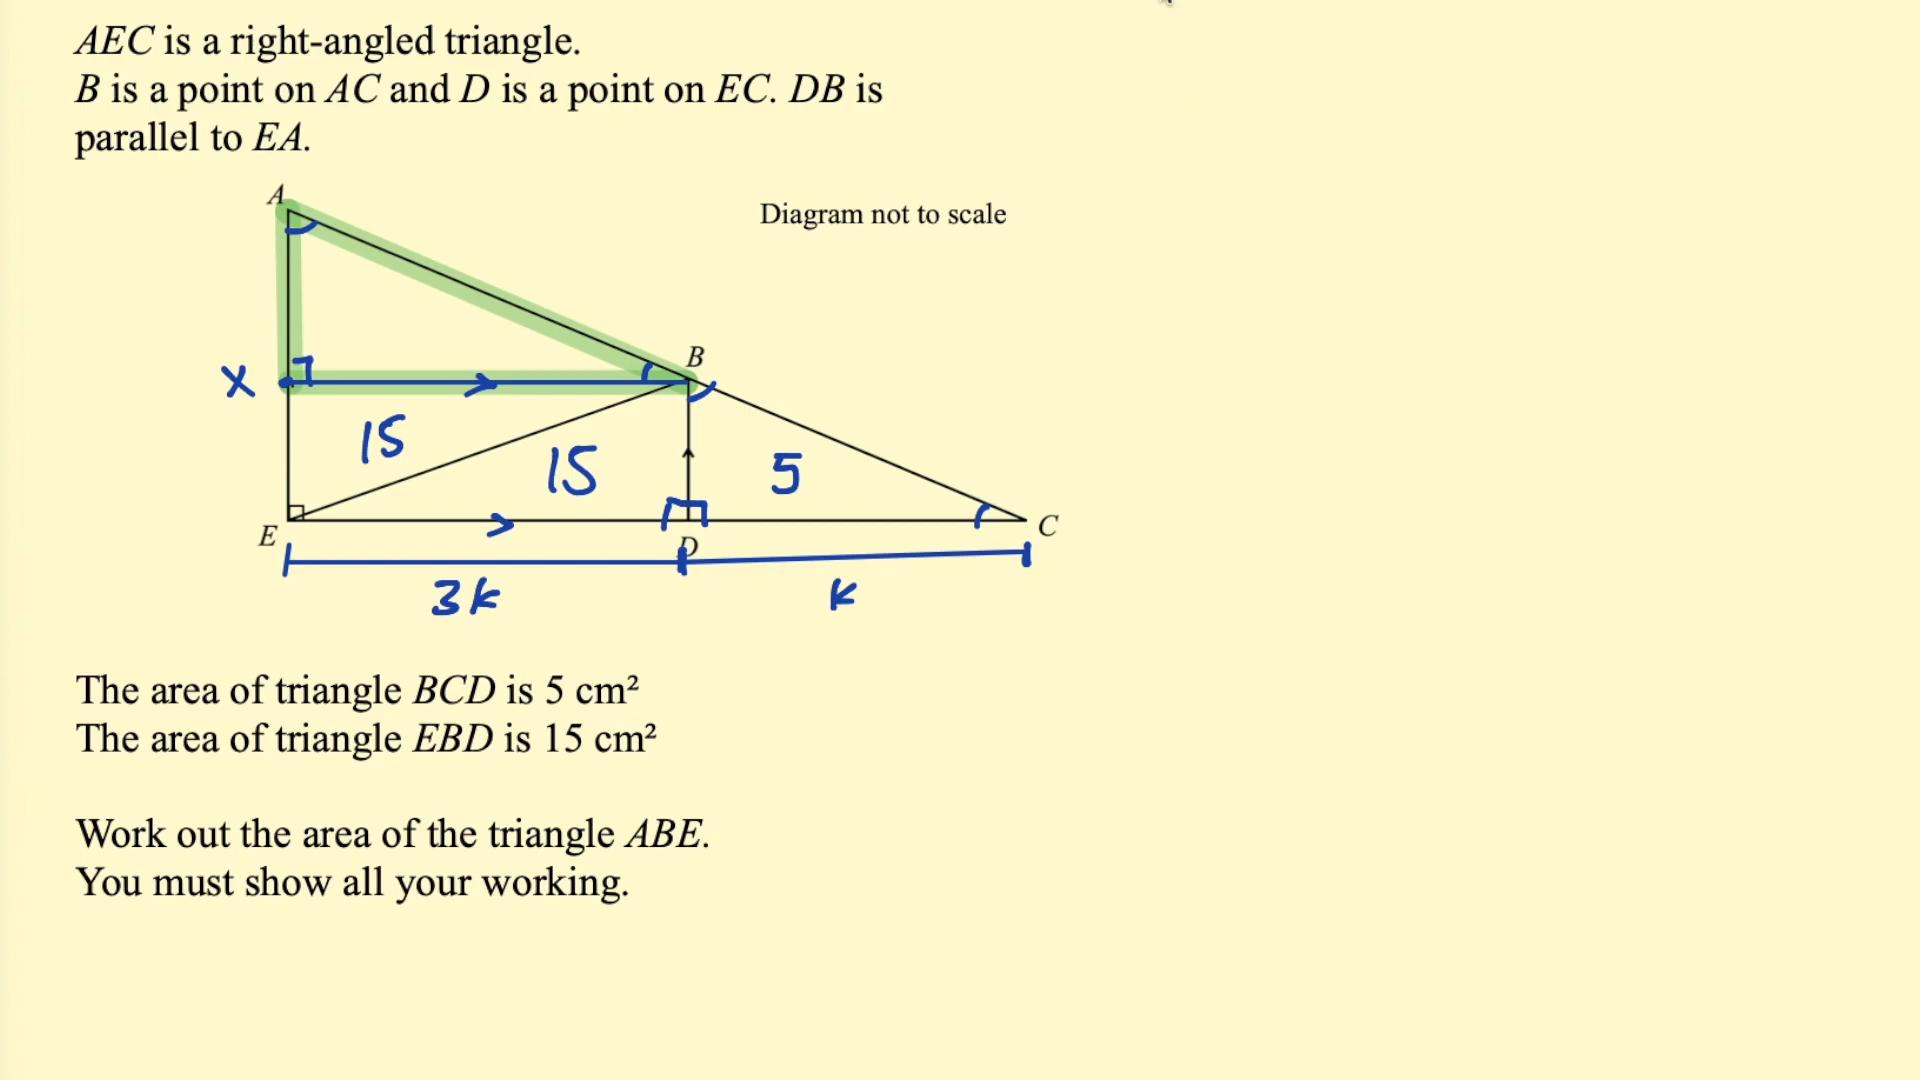 AEC is a right-angled triangle.
B is a point on AC and D is a point on EC. DB is
parallel to EA.
A
Diagram not to scale
B
X
15
15
5
E
D
C
3k
k
The area of triangle BCD is 5 cm²
The area of triangle EBD is 15 cm²
Work out the area of the triangle ABE.
You must show all your working.